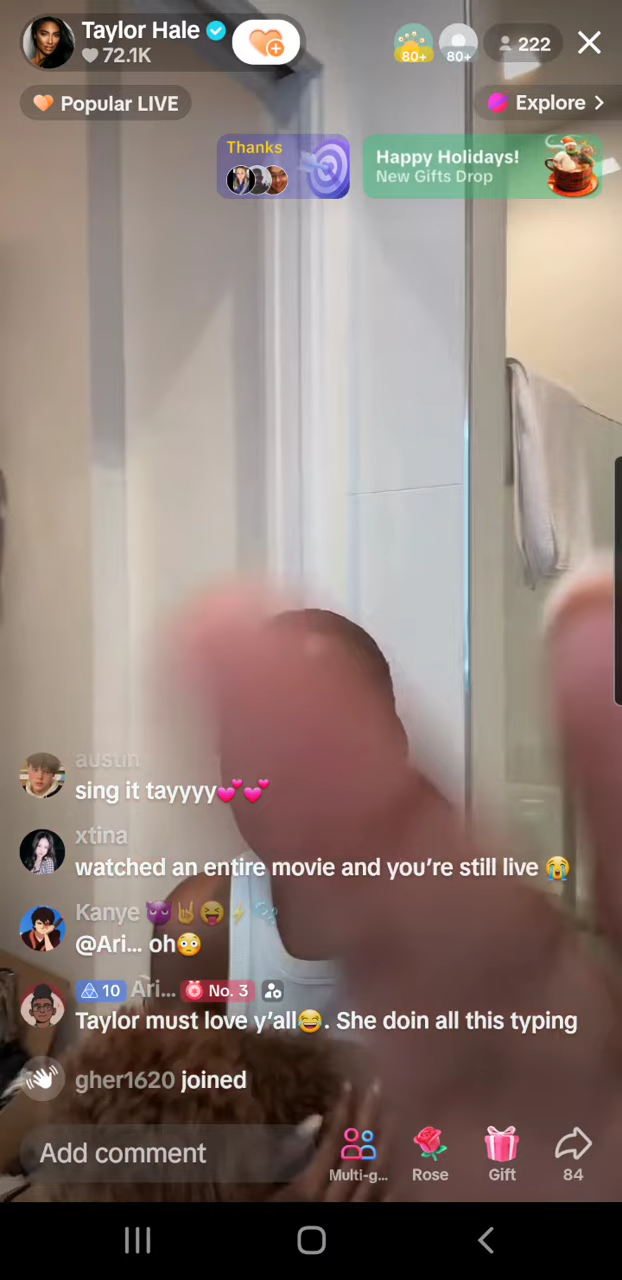 Taylor Hale
72.1K
80+
80+
222
Popular LIVE
Explore
Thanks
Happy Holidays!
New Gifts Drop
austin
sing it tayyyy💕💕
xtina
watched an entire movie and you're still live 😭
Kanye 😈🤘😝⚡🫧
@Ari... oh😳
10 Ari... No. 3
Taylor must love y'all😂. She doin all this typing
gher1620 joined
Add comment
Multi-g...
Rose
Gift
84